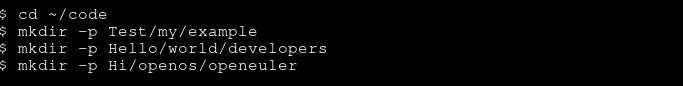 $ cd ~/code
$ mkdir -p Test/my/example
$ mkdir -p Hello/world/developers
$ mkdir -p Hi/openos/openeuler